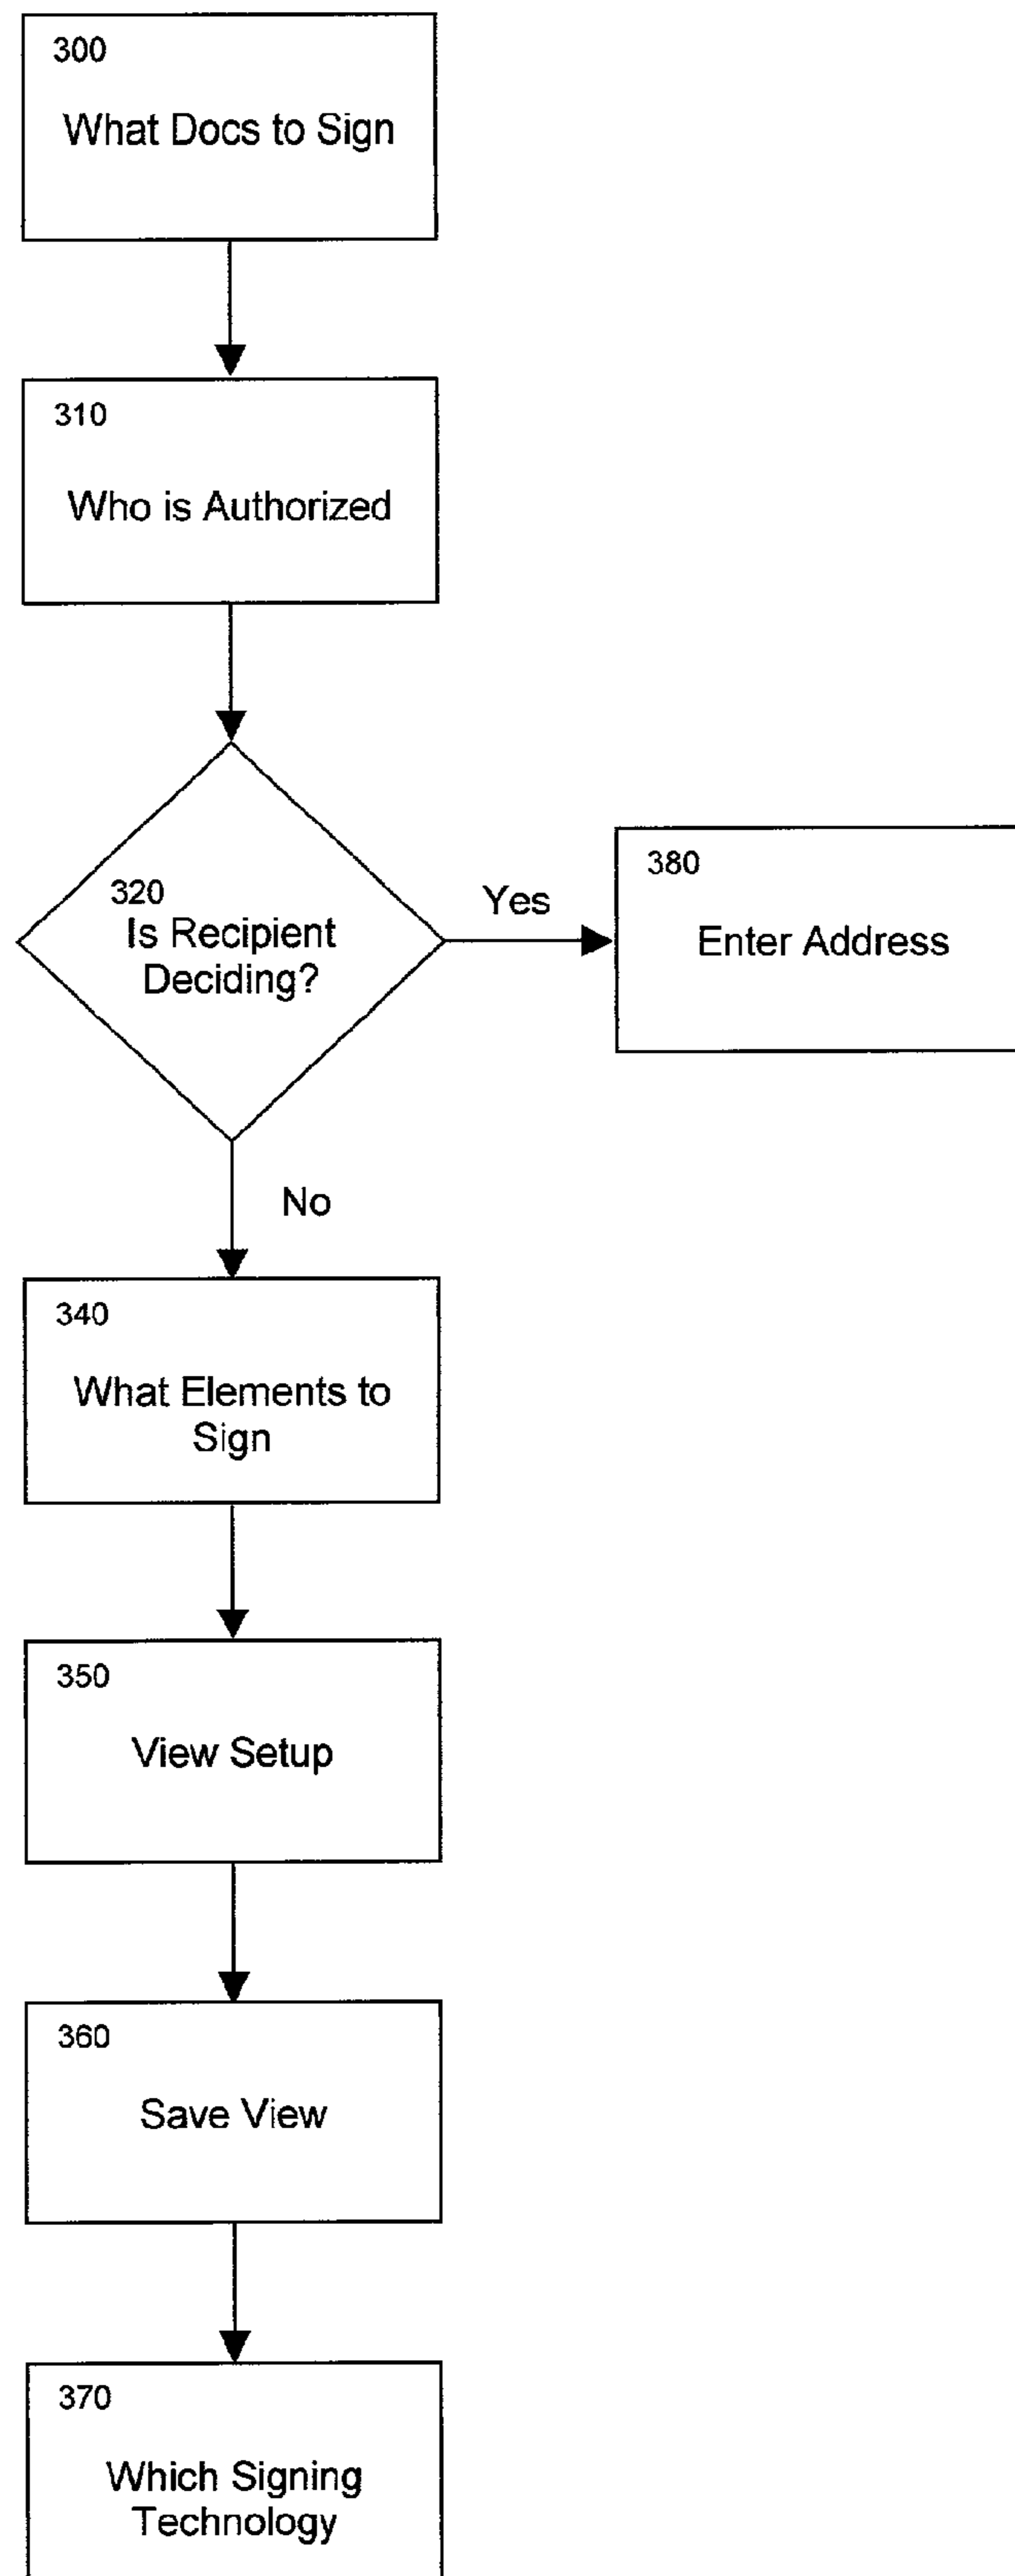 300
What Docs to Sign
310
Who is Authorized
320
Is Recipient
Deciding?
Yes
380
Enter Address
No
340
What Elements to
Sign
350
View Setup
360
Save View
370
Which Signing
Technology